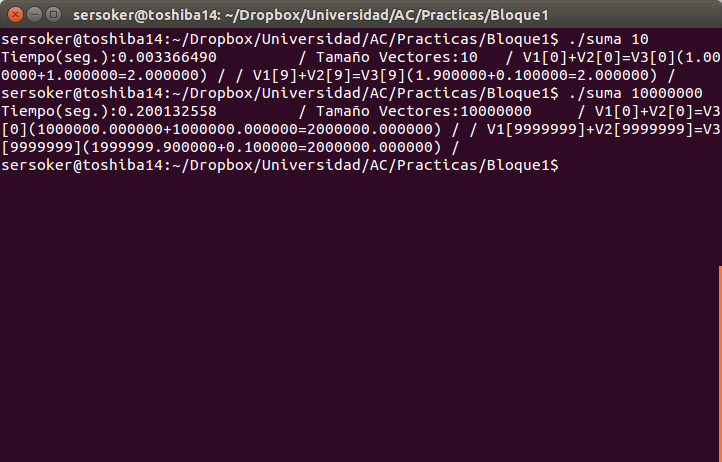 sersoker@toshiba14: ~/Dropbox/Universidad/AC/Practicas/Bloque1
sersoker@toshiba14:~/Dropbox/Universidad/AC/Practicas/Bloque1$ ./suma 10
Tiempo(seg.):0.003366490         / Tamaño Vectores:10   / V1[0]+V2[0]=V3[0](1.00
0000+1.000000=2.000000) / / V1[9]+V2[9]=V3[9](1.900000+0.100000=2.000000) /
sersoker@toshiba14:~/Dropbox/Universidad/AC/Practicas/Bloque1$ ./suma 10000000
Tiempo(seg.):0.200132558         / Tamaño Vectores:10000000     / V1[0]+V2[0]=V3
[0](1000000.000000+1000000.000000=2000000.000000) / / V1[9999999]+V2[9999999]=V3
[9999999](1999999.900000+0.100000=2000000.000000) /
sersoker@toshiba14:~/Dropbox/Universidad/AC/Practicas/Bloque1$